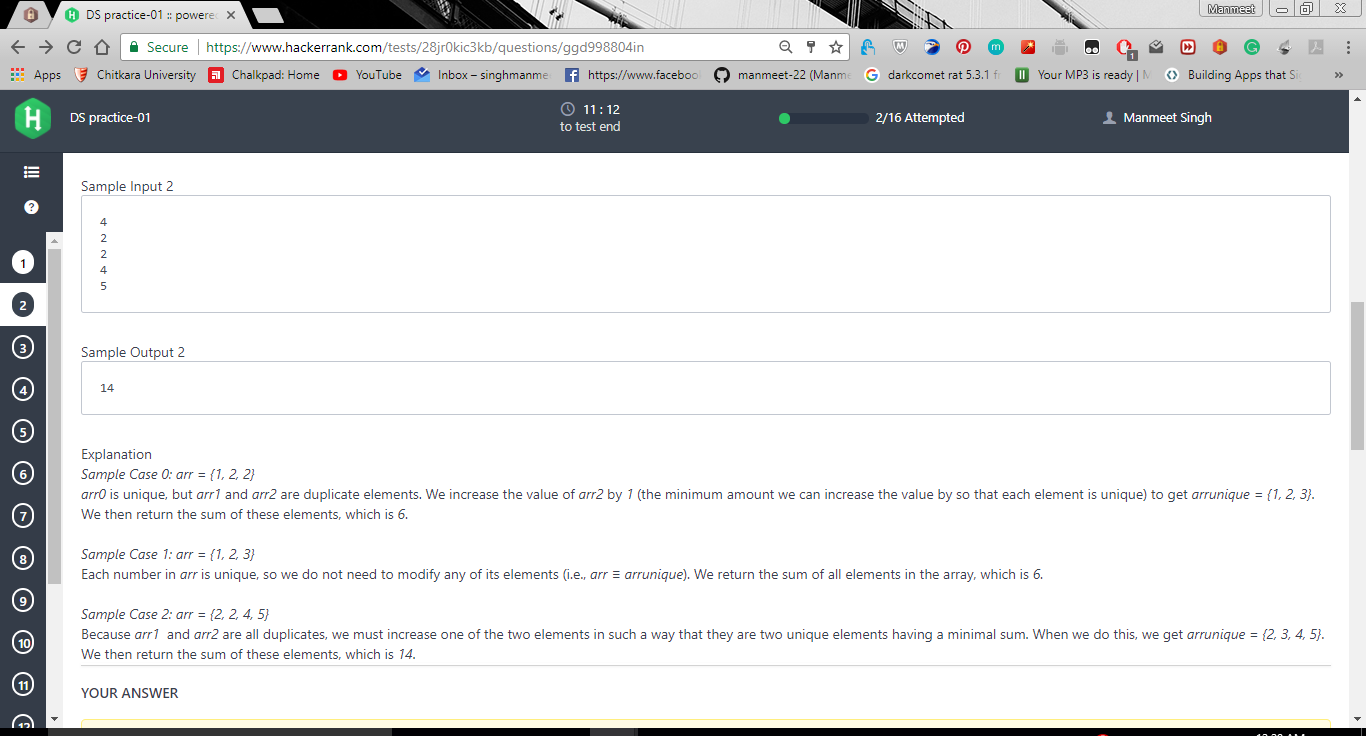 DS practice-01 :: powere
Manmeet
Secure
https://www.hackerrank.com/tests/28jr0kic3kb/questions/ggd998804in
1
Apps
Chitkara University
Chalkpad: Home
YouTube
Inbox – singhmanme
https://www.faceboo
manmeet-22 (Manme
darkcomet rat 5.3.1 f
Your MP3 is ready | M
Building Apps that Si
»
DS practice-01
11 : 12
to test end
2/16 Attempted
Manmeet Singh
?
1
2
3
4
5
6
7
8
9
10
11
12
Sample Input 2
4
2
2
4
5
Sample Output 2
14
Explanation
Sample Case 0: arr = {1, 2, 2}
arr0 is unique, but arr1 and arr2 are duplicate elements. We increase the value of arr2 by 1 (the minimum amount we can increase the value by so that each element is unique) to get arrunique = {1, 2, 3}.
We then return the sum of these elements, which is 6.
Sample Case 1: arr = {1, 2, 3}
Each number in arr is unique, so we do not need to modify any of its elements (i.e., arr ≡ arrunique). We return the sum of all elements in the array, which is 6.
Sample Case 2: arr = {2, 2, 4, 5}
Because arr1 and arr2 are all duplicates, we must increase one of the two elements in such a way that they are two unique elements having a minimal sum. When we do this, we get arrunique = {2, 3, 4, 5}.
We then return the sum of these elements, which is 14.
YOUR ANSWER